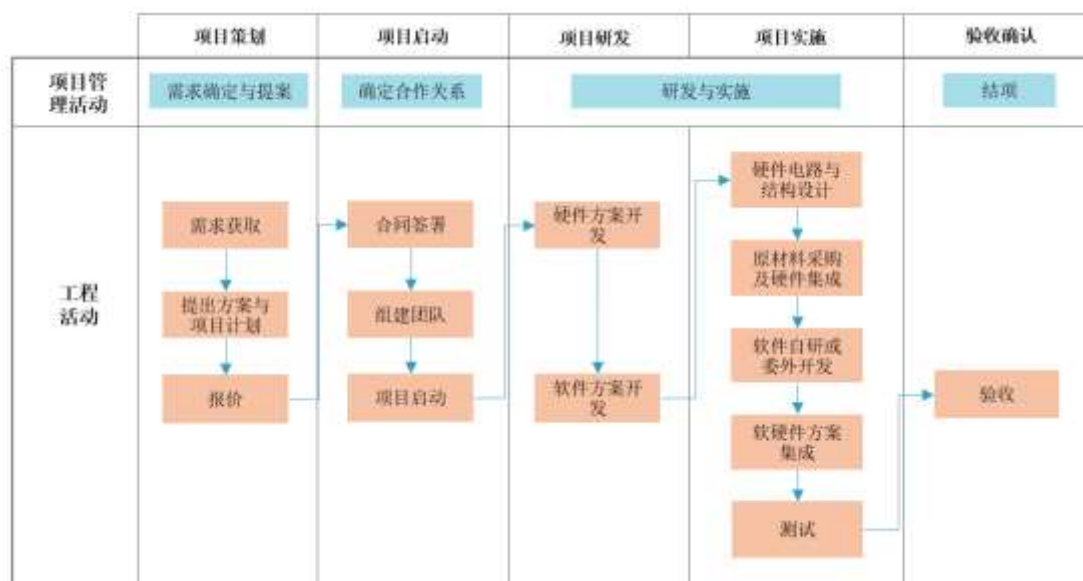 项目策划
项目启动
项目研发
项目实施
验收确认
项目管
理活动
需求确定与提案
确定合作关系
研发与实施
结项
工程
活动
需求获取
提出方案与
项目计划
报价
合同签署
组建团队
项目启动
硬件方案开
发
软件方案开
发
硬件电路与
结构设计
原材料采购
及硬件集成
软件自研或
委外开发
软硬件方案
集成
测试
验收